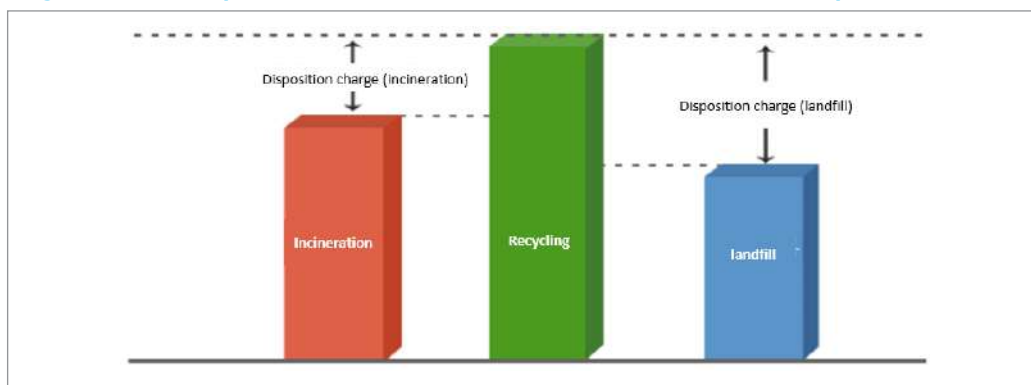 Disposition charge (incineration)
Disposition charge (landfill)
Incineration
Recycling
landfill